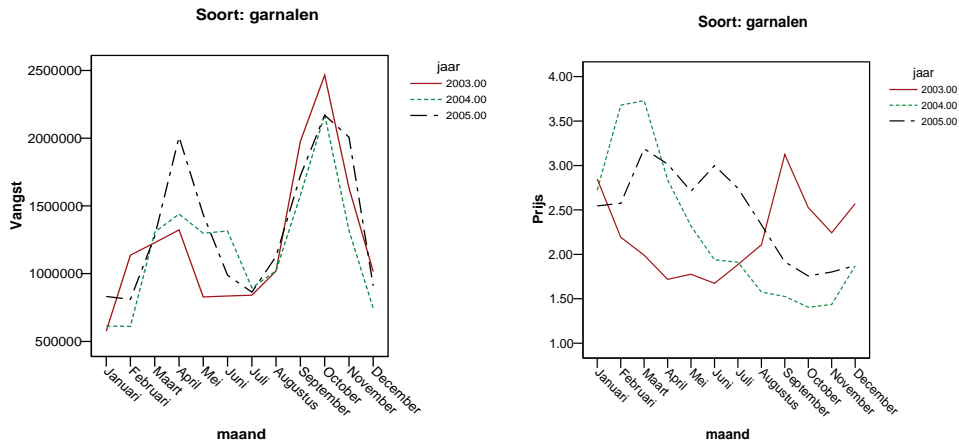 Soort: garnalen
jaar
2003.00
2004.00
2005.00
2500000
2000000
1500000
1000000
500000
Vangst
Januari
Februari
Maart
April
Mei
Juni
Juli
Augustus
September
October
November
December
maand
Soort: garnalen
jaar
2003.00
2004.00
2005.00
4.00
3.50
3.00
2.50
2.00
1.50
1.00
Prijs
Januari
Februari
Maart
April
Mei
Juni
Juli
Augustus
September
October
November
December
maand